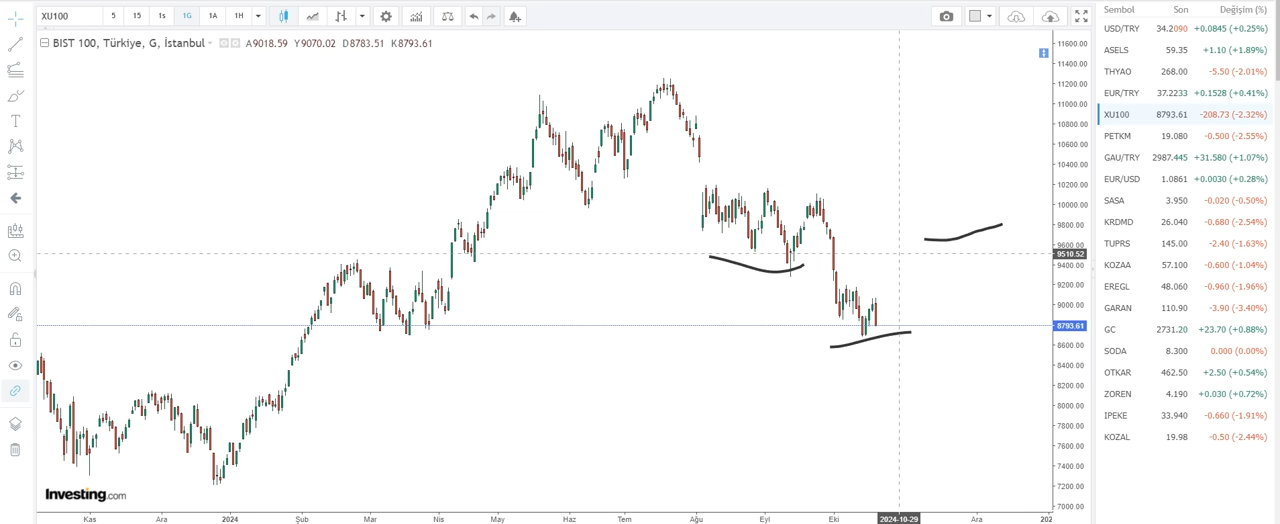 XU100 5 15 1G 1A 1H
BIST 100, Türkiye, G, İstanbul A9018.59 Y9070.02 D8783.51 K8793.61
11600.00
11400.00
11200.00
11000.00
10800.00
10600.00
10400.00
10200.00
10000.00
9800.00
9600.00
9510.52
9400.00
9200.00
9000.00
8793.61
8600.00
8400.00
8200.00
8000.00
7800.00
7600.00
7400.00
7200.00
7000.00
Investing.com
Kas Ara 2024 Şub Mar Nis May Haz Tem Ağu Eyl Eki 2024-10-29 Ara 202
Sembol Son Değişim (%)
USD/TRY 34.2090 +0.0845 (+0.25%)
ASELS 59.35 +1.10 (+1.89%)
THYAO 268.00 -5.50 (-2.01%)
EUR/TRY 37.2233 +0.1528 (+0.41%)
XU100 8793.61 -208.73 (-2.32%)
PETKM 19.080 -0.500 (-2.55%)
GAU/TRY 2987.445 +31.580 (+1.07%)
EUR/USD 1.0861 +0.0030 (+0.28%)
SASA 3.950 -0.020 (-0.50%)
KRDMD 26.040 -0.680 (-2.54%)
TUPRS 145.00 -2.40 (-1.63%)
KOZAA 57.100 -0.600 (-1.04%)
EREGL 48.060 -0.960 (-1.96%)
GARAN 110.90 -3.90 (-3.40%)
GC 2731.20 +23.70 (+0.88%)
SODA 8.300 0.000 (0.00%)
OTKAR 462.50 +2.50 (+0.54%)
ZOREN 4.190 +0.030 (+0.72%)
IPEKE 33.940 -0.660 (-1.91%)
KOZAL 19.98 -0.50 (-2.44%)